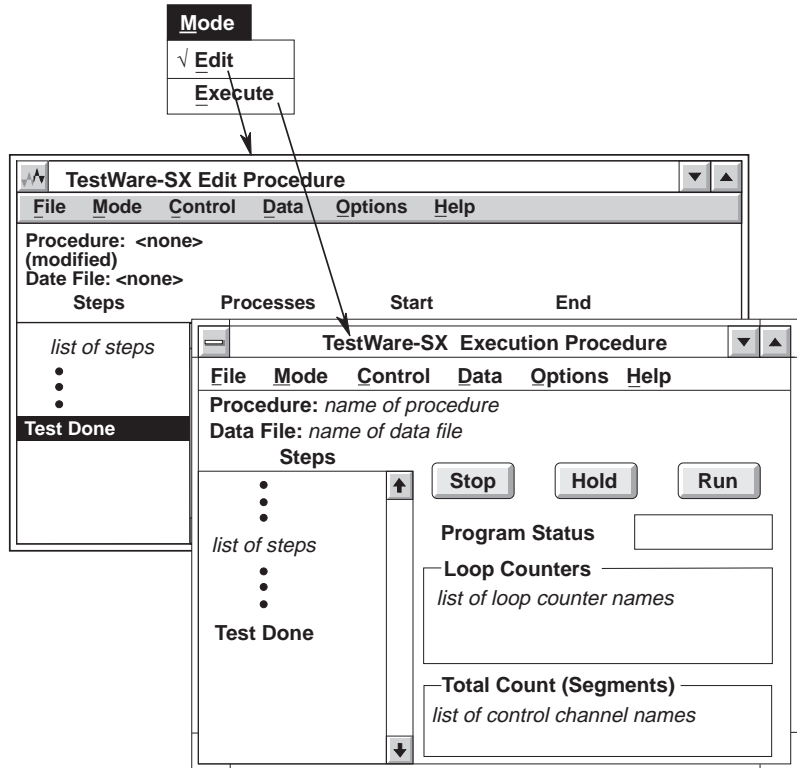 Mode
√ Edit
Execute
TestWare-SX Edit Procedure
File Mode Control Data Options Help
Procedure: <none>
(modified)
Date File: <none>
Steps Processes Start End
list of steps
Test Done
TestWare-SX Execution Procedure
File Mode Control Data Options Help
Procedure: name of procedure
Data File: name of data file
Steps
list of steps
Test Done
Stop Hold Run
Program Status
Loop Counters
list of loop counter names
Total Count (Segments)
list of control channel names